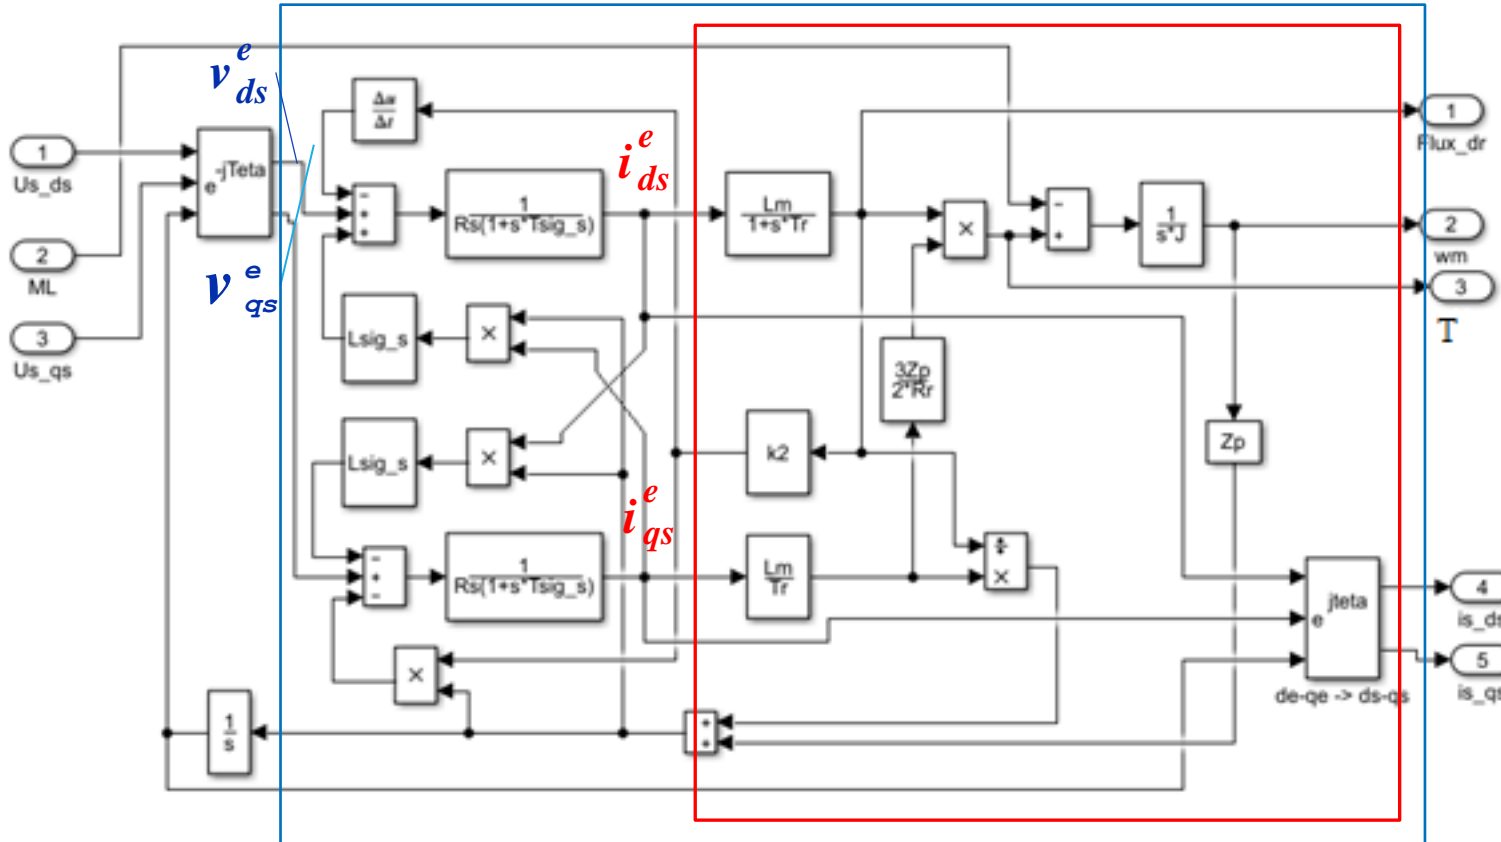 v e ds
v e qs
i e ds
i e qs
1
Us_ds
2
ML
3
Us_qs
e -jTeta
Δu
Δt
−
+
+
1
Rs(1+s*Tsig_s)
Lsig_s
×
Lsig_s
×
−
+
−
1
Rs(1+s*Tsig_s)
×
1
s
Lm
1+s*Tr
×
−
+
1
s*J
3Zp
2*Rr
k2
Zp
Lm
Tr
÷
×
+
+
e jteta
de-qe -> ds-qs
1
Flux_dr
2
wm
3
T
4
is_ds
5
is_qs